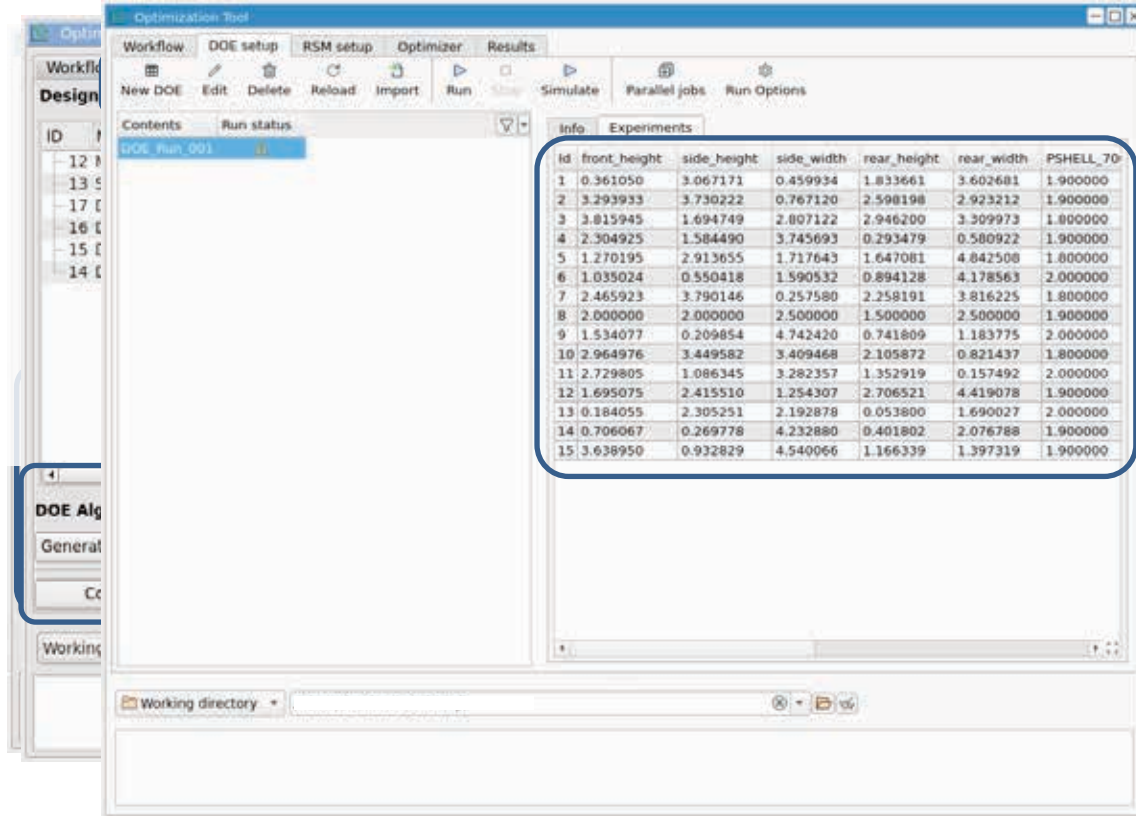 Optimization Tool
Workflow DOE setup RSM setup Optimizer Results
New DOE Edit Delete Reload Import Run Stop Simulate Parallel jobs Run Options
Contents Run status
DOE_Run_001
Info Experiments
Id front_height side_height side_width rear_height rear_width PSHELL_70
1 0.361050 3.067171 0.459934 1.833661 3.602681 1.900000
2 3.293933 3.730222 0.767120 2.598198 2.923212 1.900000
3 3.815945 1.694749 2.807122 2.946200 3.309973 1.800000
4 2.304925 1.584490 3.745693 0.293479 0.580922 1.900000
5 1.270195 2.913655 1.717643 1.647081 4.842508 1.800000
6 1.035024 0.550418 1.590532 0.894128 4.178563 2.000000
7 2.465923 3.790146 0.257580 2.258191 3.816225 1.800000
8 2.000000 2.000000 2.500000 1.500000 2.500000 1.900000
9 1.534077 0.209854 4.742420 0.741809 1.183775 2.000000
10 2.964976 3.449582 3.409468 2.105872 0.821437 1.800000
11 2.729805 1.086345 3.282357 1.352919 0.157492 2.000000
12 1.695075 2.415510 1.254307 2.706521 4.419078 1.900000
13 0.184055 2.305251 2.192878 0.053800 1.690027 2.000000
14 0.706067 0.269778 4.232880 0.401802 2.076788 1.900000
15 3.638950 0.932829 4.540066 1.166339 1.397319 1.900000
Working directory
Optim
Workflo
Design
ID
12
13
17
16
15
14
DOE Alg
Generat
Co
Working